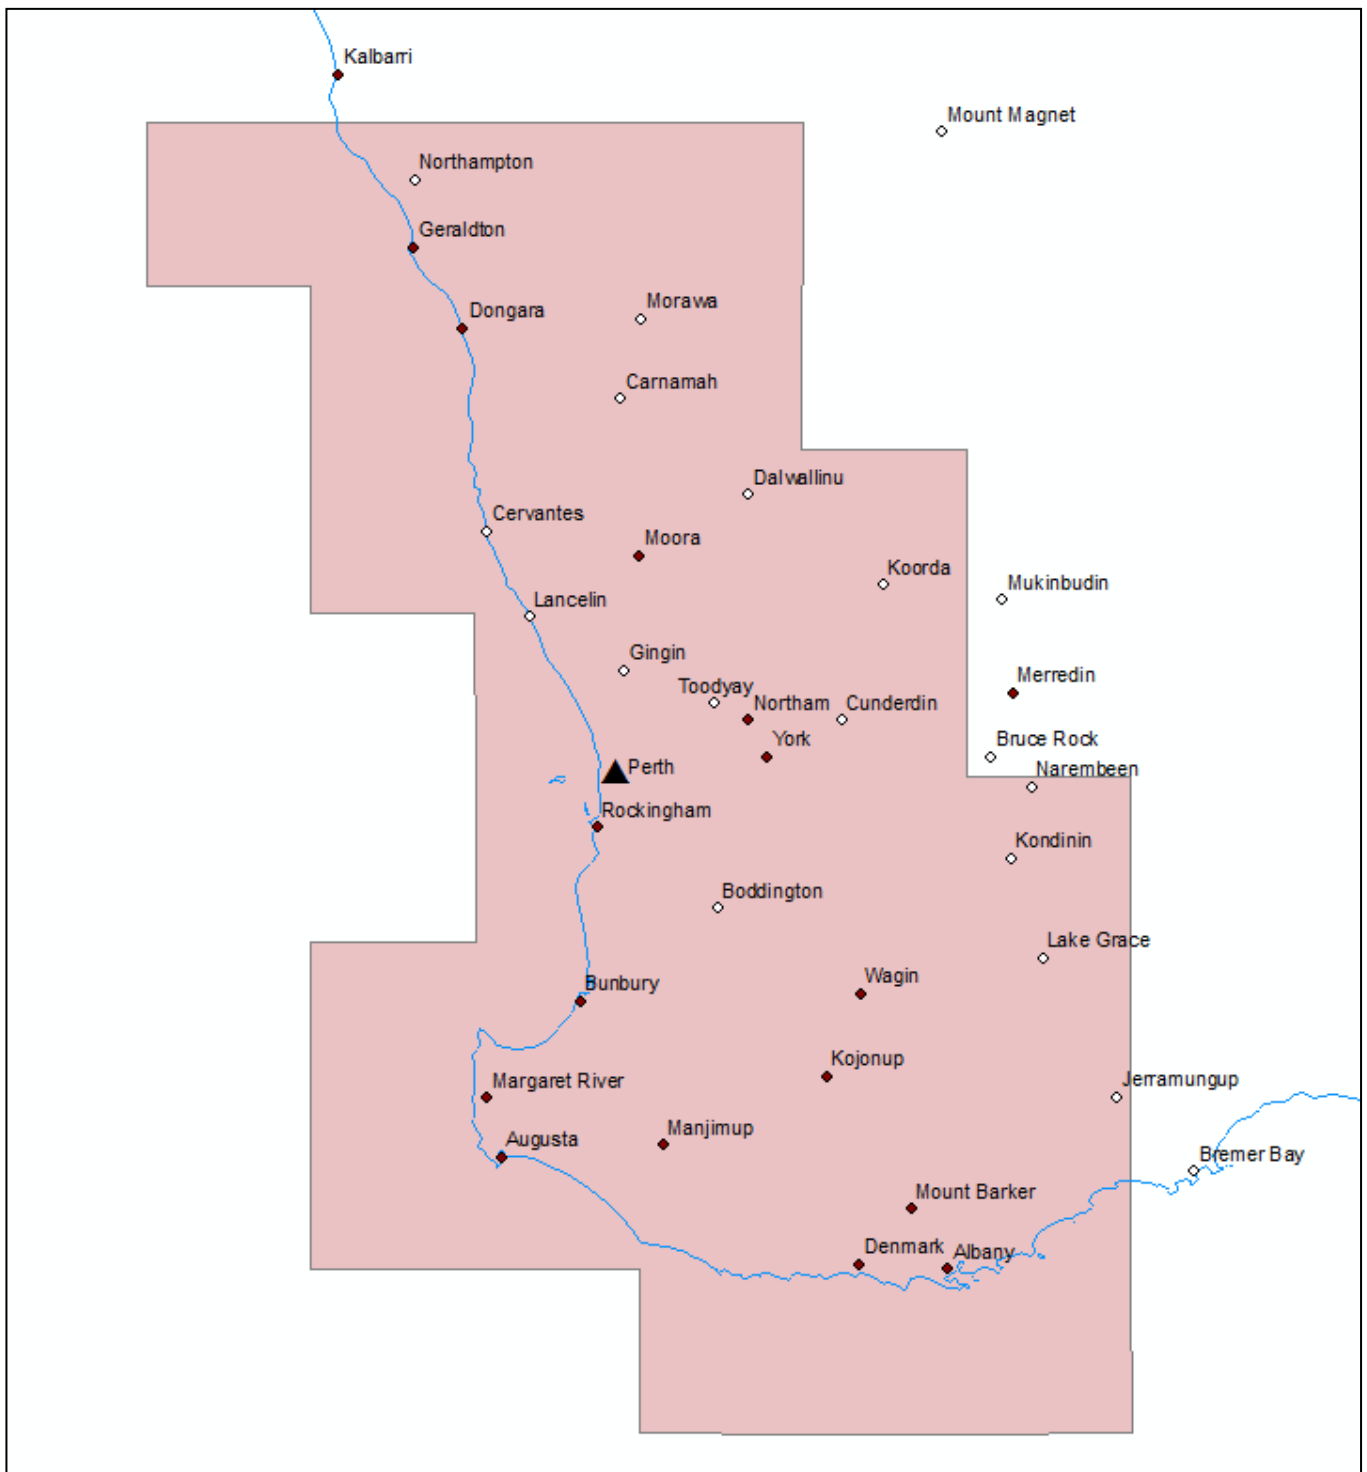 Kalbarri
Mount Magnet
Northampton
Geraldton
Morawa
Dongara
Carnamah
Dalwallinu
Cervantes
Moora
Koorda
Mukinbudin
Lancelin
Gingin
Merredin
Toodyay
Northam
Cunderdin
York
Bruce Rock
Perth
Narembeen
Rockingham
Kondinin
Boddington
Lake Grace
Wagin
Bunbury
Kojonup
Margaret River
Jerramungup
Manjimup
Augusta
Bremer Bay
Mount Barker
Denmark
Albany